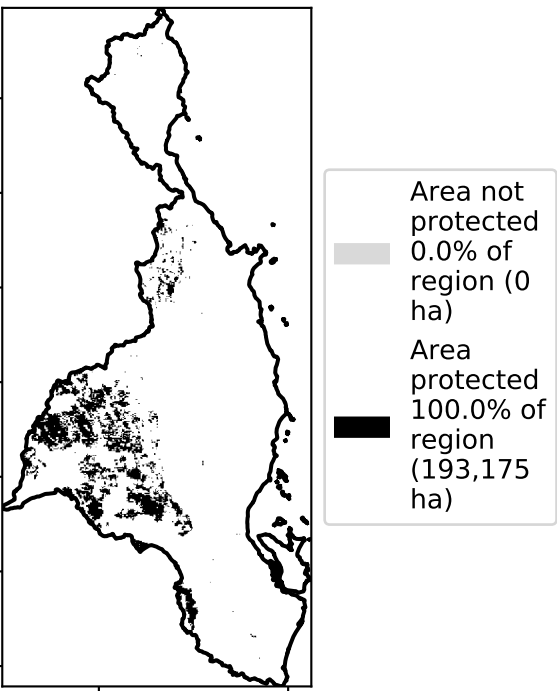 Area not
protected
0.0% of
region (0
ha)
Area
protected
100.0% of
region
(193,175
ha)